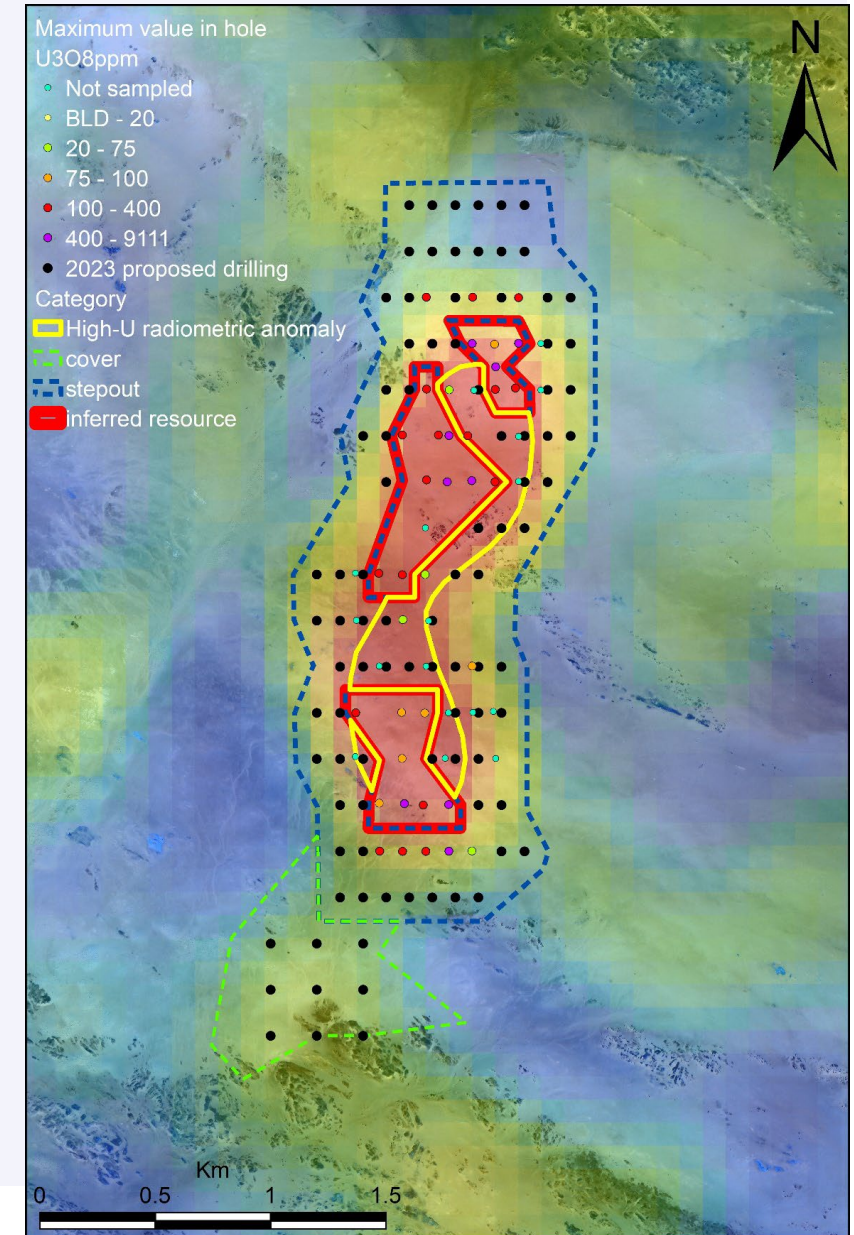 Maximum value in hole
U3O8ppm
Not sampled
BLD - 20
20 - 75
75 - 100
100 - 400
400 - 9111
2023 proposed drilling
Category
High-U radiometric anomaly
cover
stepout
inferred resource
N
Km
0 0.5 1 1.5